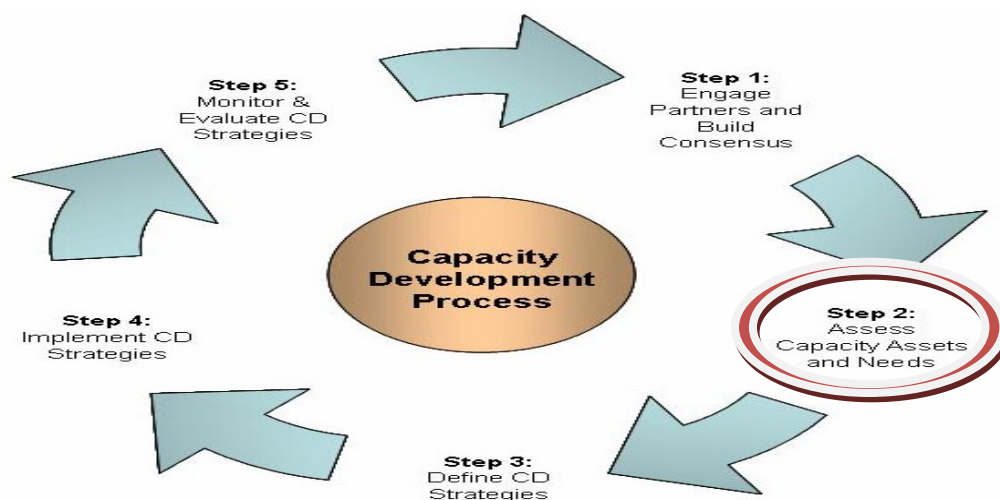 Capacity
Development
Process
Step 1:
Engage
Partners and
Build
Consensus
Step 2:
Assess
Capacity Assets
and Needs
Step 3:
Define CD
Strategies
Step 4:
Implement CD
Strategies
Step 5:
Monitor &
Evaluate CD
Strategies